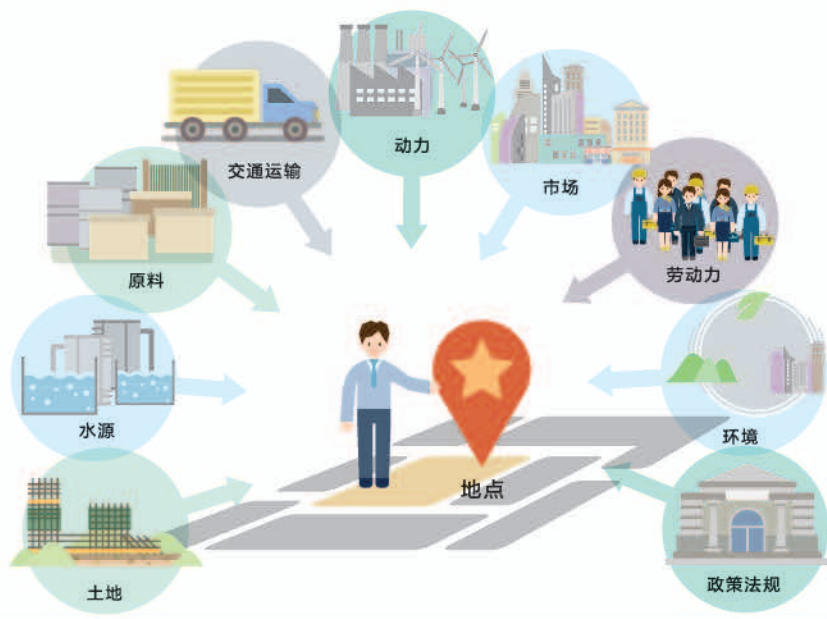 动力
交通运输
市场
原料
劳动力
水源
环境
地点
土地
政策法规